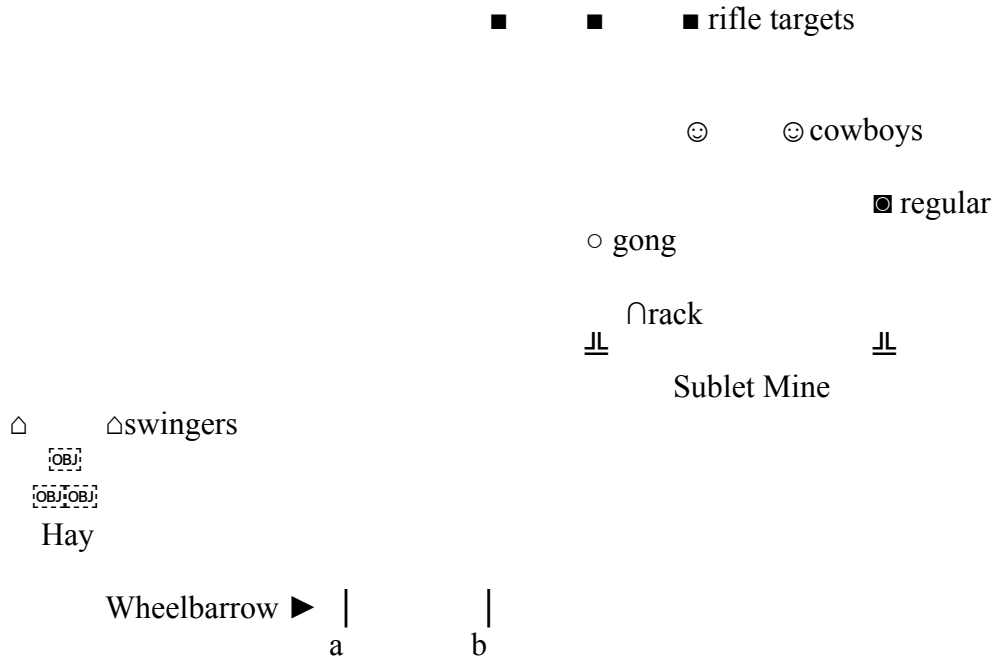 ■ ■ ■ rifle targets
☺ ☺ cowboys
◙ regular
○ gong
∩rack
╩ ╩
Sublet Mine
⌂ ⌂swingers
OBJ
OBJ OBJ
Hay
Wheelbarrow ► | |
a b